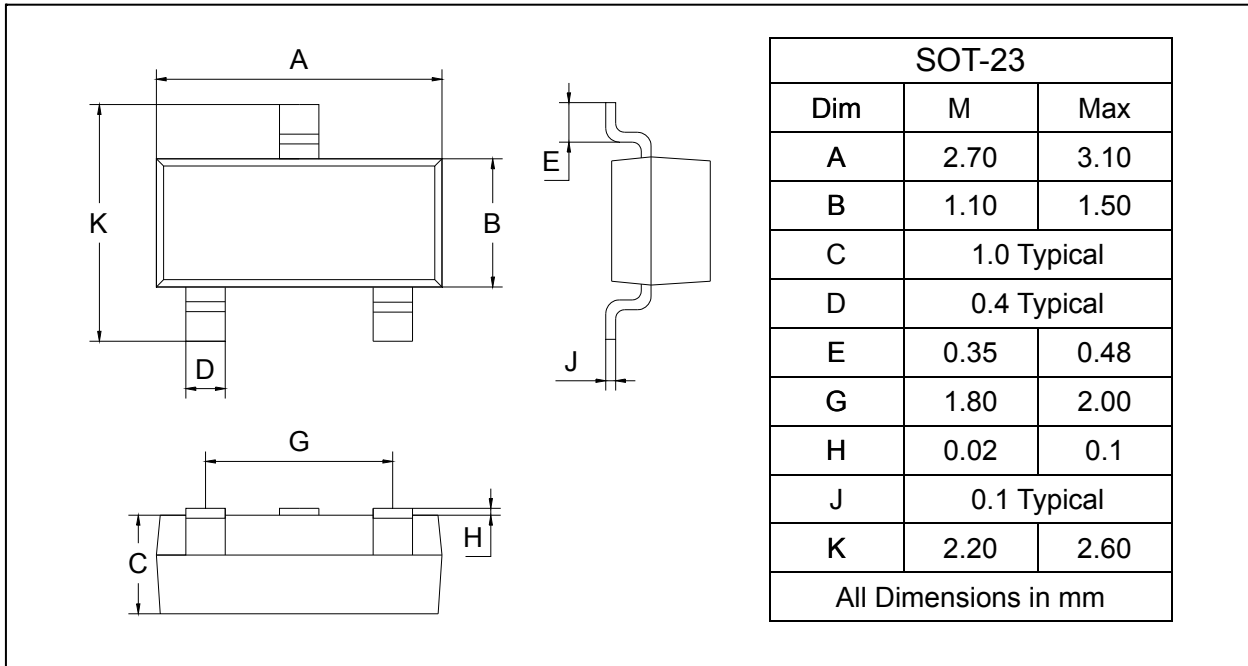 A
K
B
D
E
J
G
C
H
SOT-23
Dim M Max
A 2.70 3.10
B 1.10 1.50
C 1.0 Typical
D 0.4 Typical
E 0.35 0.48
G 1.80 2.00
H 0.02 0.1
J 0.1 Typical
K 2.20 2.60
All Dimensions in mm